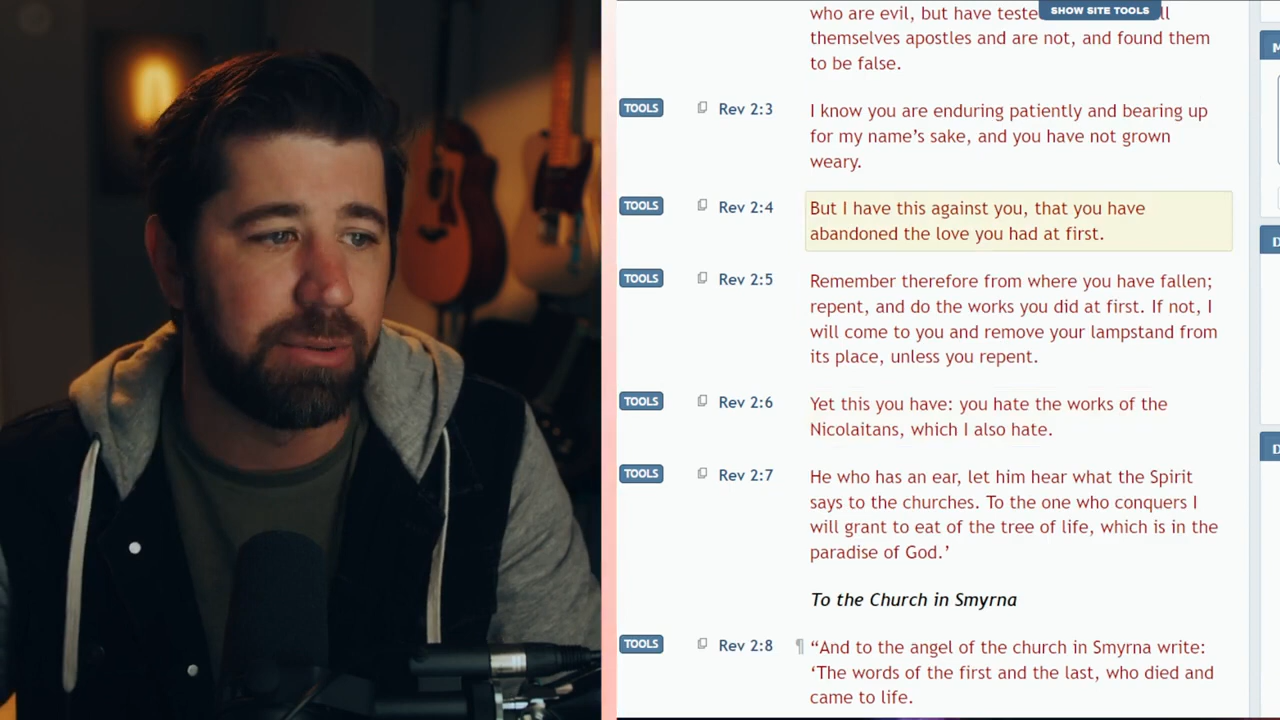 SHOW SITE TOOLS
who are evil, but have teste ll
themselves apostles and are not, and found them
to be false.
TOOLS Rev 2:3 I know you are enduring patiently and bearing up
for my name’s sake, and you have not grown
weary.
TOOLS Rev 2:4 But I have this against you, that you have
abandoned the love you had at first.
TOOLS Rev 2:5 Remember therefore from where you have fallen;
repent, and do the works you did at first. If not, I
will come to you and remove your lampstand from
its place, unless you repent.
TOOLS Rev 2:6 Yet this you have: you hate the works of the
Nicolaitans, which I also hate.
TOOLS Rev 2:7 He who has an ear, let him hear what the Spirit
says to the churches. To the one who conquers I
will grant to eat of the tree of life, which is in the
paradise of God.’
To the Church in Smyrna
TOOLS Rev 2:8 ¶ “And to the angel of the church in Smyrna write:
‘The words of the first and the last, who died and
came to life.
M
D
D